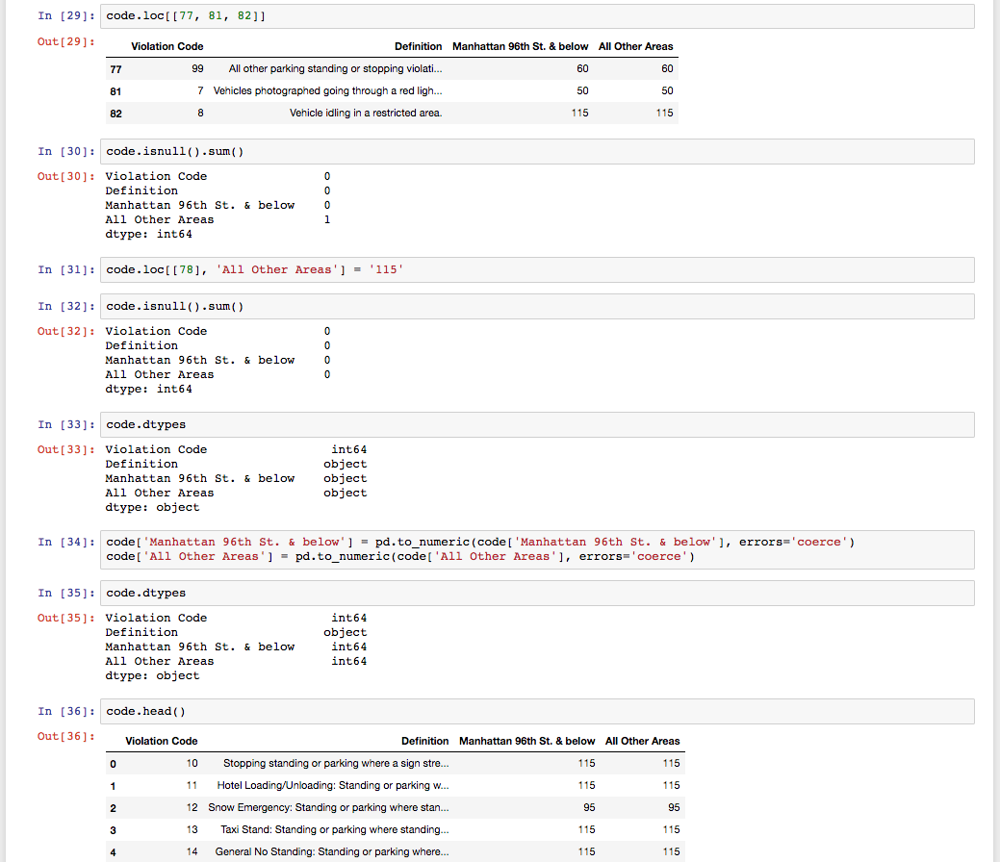 In [29]: code.loc[[77, 81, 82]]
Out[29]: Violation Code Definition Manhattan 96th St. & below All Other Areas
77 99 All other parking standing or stopping violati... 60 60
81 7 Vehicles photographed going through a red ligh... 50 50
82 8 Vehicle idling in a restricted area. 115 115
In [30]: code.isnull().sum()
Out[30]: Violation Code 0
Definition 0
Manhattan 96th St. & below 0
All Other Areas 1
dtype: int64
In [31]: code.loc[[78], 'All Other Areas'] = '115'
In [32]: code.isnull().sum()
Out[32]: Violation Code 0
Definition 0
Manhattan 96th St. & below 0
All Other Areas 0
dtype: int64
In [33]: code.dtypes
Out[33]: Violation Code int64
Definition object
Manhattan 96th St. & below object
All Other Areas object
dtype: object
In [34]: code['Manhattan 96th St. & below'] = pd.to_numeric(code['Manhattan 96th St. & below'], errors='coerce')
code['All Other Areas'] = pd.to_numeric(code['All Other Areas'], errors='coerce')
In [35]: code.dtypes
Out[35]: Violation Code int64
Definition object
Manhattan 96th St. & below int64
All Other Areas int64
dtype: object
In [36]: code.head()
Out[36]: Violation Code Definition Manhattan 96th St. & below All Other Areas
0 10 Stopping standing or parking where a sign stre... 115 115
1 11 Hotel Loading/Unloading: Standing or parking w... 115 115
2 12 Snow Emergency: Standing or parking where stan... 95 95
3 13 Taxi Stand: Standing or parking where standing... 115 115
4 14 General No Standing: Standing or parking where... 115 115